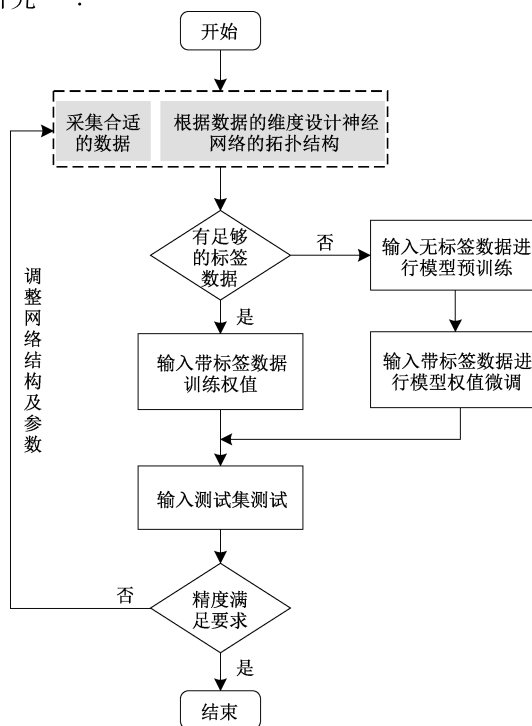 开始
采集合适
的数据
根据数据的维度设计神经
网络的拓扑结构
有足够
的标签
数据
否
输入无标签数据进
行模型预训练
是
输入带标签数据
训练权值
输入带标签数据进
行模型权值微调
调整网络结构及参数
输入测试集测试
否
精度满
足要求
是
结束